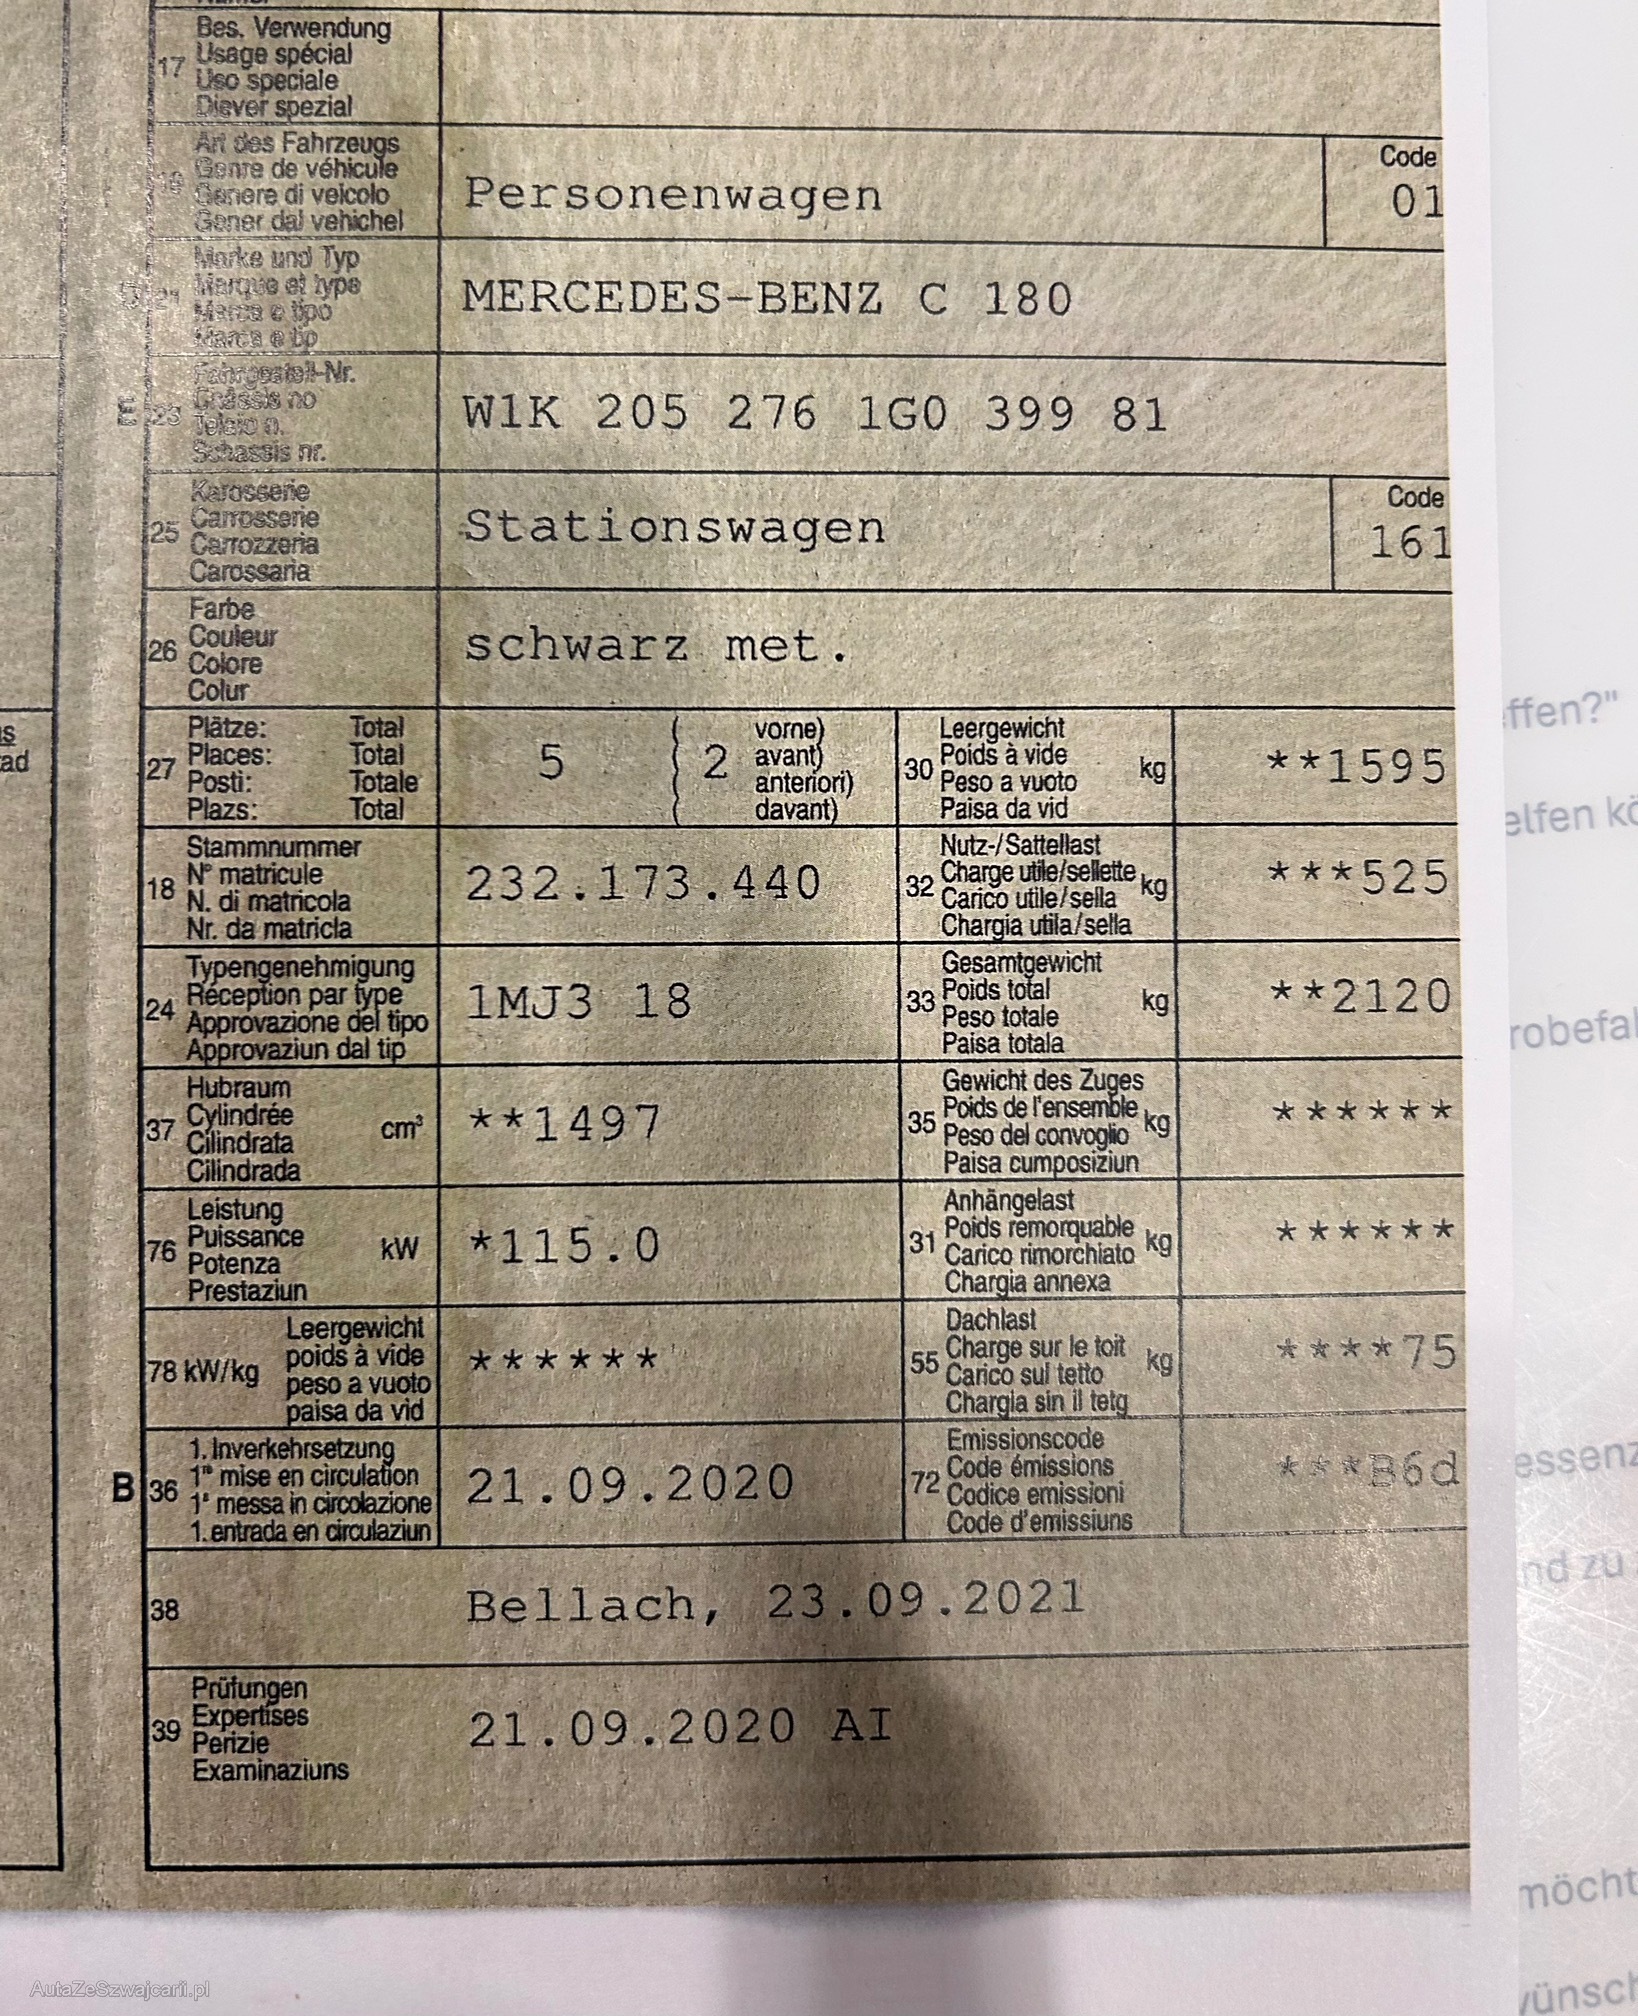 Bes. Verwendung
17 Usage spécial
Uso speciale
Diever spezial
Art des Fahrzeugs
Genre de véhicule
Genere di veicolo
Gener dal vehichel
Personenwagen
Code
01
Marke und Typ
Marque et type
Marca e tipo
Marca e tip
MERCEDES-BENZ C 180
E 23 Fahrgestell-Nr.
Châssis no
Telaio n.
Schassis nr.
W1K 205 276 1G0 399 81
25 Karosserie
Carrosserie
Carrozzeria
Carossaria
Stationswagen
Code
161
26 Farbe
Couleur
Colore
Colur
schwarz met.
27 Plätze: Total
Places: Total
Posti: Totale
Plazs: Total
5 ( 2 vorne)
( avant)
( anteriori)
( davant)
30 Leergewicht
Poids à vide
Peso a vuoto kg
Paisa da vid
**1595
18 Stammnummer
N° matricule
N. di matricola
Nr. da matricla
232.173.440
32 Nutz-/Sattellast
Charge utile/sellette kg
Carico utile/sella
Chargia utila/sella
***525
24 Typengenehmigung
Réception par type
Approvazione del tipo
Approvaziun dal tip
1MJ3 18
33 Gesamtgewicht
Poids total kg
Peso totale
Paisa totala
**2120
37 Hubraum
Cylindrée cm³
Cilindrata
Cilindrada
**1497
35 Gewicht des Zuges
Poids de l'ensemble kg
Peso del convoglio
Paisa cumposiziun
******
76 Leistung
Puissance kW
Potenza
Prestaziun
*115.0
31 Anhängelast
Poids remorquable kg
Carico rimorchiato
Chargia annexa
******
78 kW/kg Leergewicht
poids à vide
peso a vuoto
paisa da vid
******
55 Dachlast
Charge sur le toit kg
Carico sul tetto
Chargia sin il tetg
****75
B 36 1. Inverkehrsetzung
1re mise en circulation
1a messa in circolazione
1. entrada en circulaziun
21.09.2020
72 Emissionscode
Code émissions
Codice emissioni
Code d'emissiuns
***B6d
38 Bellach, 23.09.2021
39 Prüfungen
Expertises
Perizie
Examinaziuns
21.09.2020 AI
s
ad
ffen?"
elfen kö
robefal
essenz
nd zu
möcht
wünsch
AutaZeSzwajcarii.pl